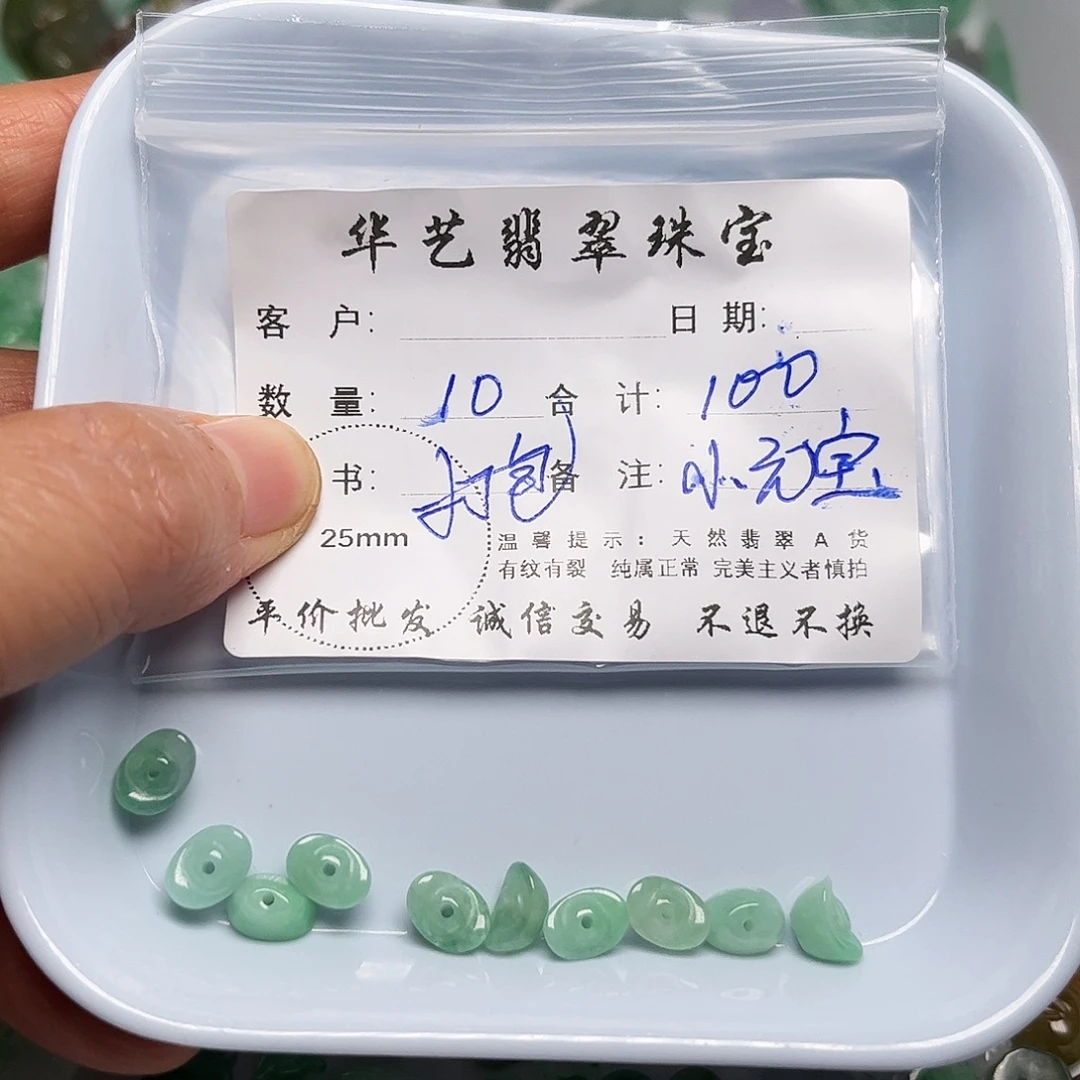 华艺翡翠珠宝
客 户： 日 期：
数 量： 10 合 计： 100
书： 打包 备 注： 小元宝
25mm
温馨提示：天然翡翠A货
有纹有裂 纯属正常 完美主义者慎拍
平价批发 诚信交易 不退不换